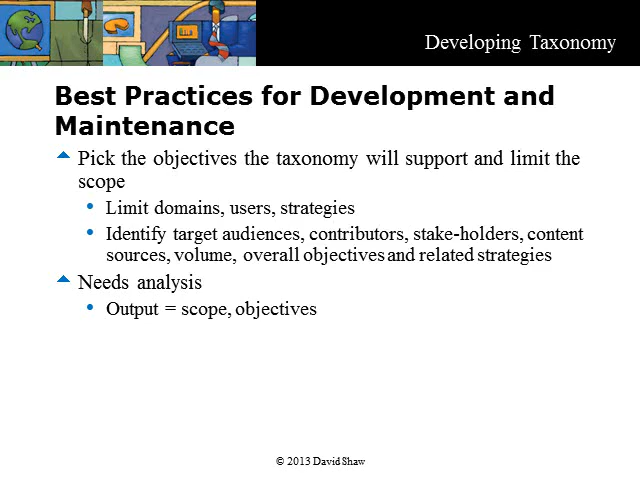 Developing Taxonomy
Best Practices for Development and
Maintenance
Pick the objectives the taxonomy will support and limit the
scope
Limit domains, users, strategies
Identify target audiences, contributors, stake-holders, content
sources, volume, overall objectives and related strategies
Needs analysis
Output = scope, objectives
© 2013 David Shaw